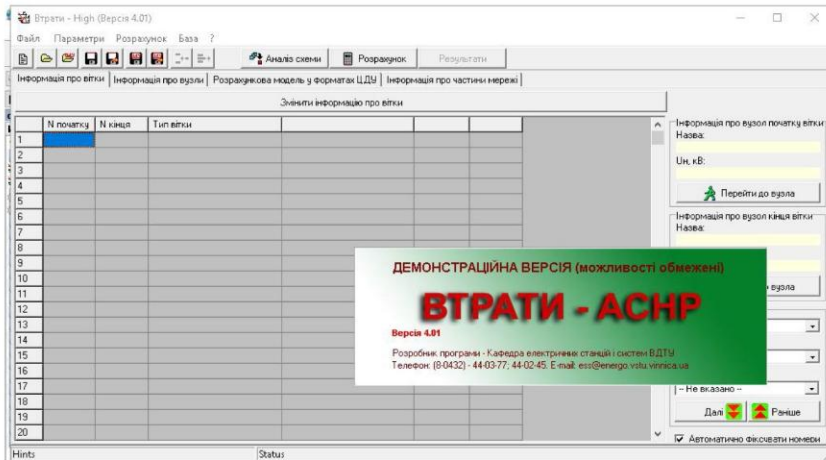 Втрати - High (Версія 4.01)
Файл Параметри Розрахунок База ?
Аналіз схеми Розрахунок Результати
Інформація про вітки Інформація про вузли Розрахункова модель у форматах ЦДУ Інформація про частини мережі
Змінити інформацію про вітки
N початку N кінця Тип вітки
1
2
3
4
5
6
7
8
9
10
11
12
13
14
15
16
17
18
19
20
Інформація про вузол початку вітки
Назва:
Uн, кВ:
Перейти до вузла
Інформація про вузол кінця вітки
Назва:
вузла
ДЕМОНСТРАЦІЙНА ВЕРСІЯ (можливості обмежені)
ВТРАТИ - АСНР
Версія 4.01
Розробник програми - Кафедра електричних станцій і систем ВДТУ
Телефон: (8-0432) - 44-03-77; 44-02-45. E-mail: ess@energo.vstu.vinnica.ua
-- Не вказано --
Далі Раніше
Автоматично фіксувати номери
Hints Status